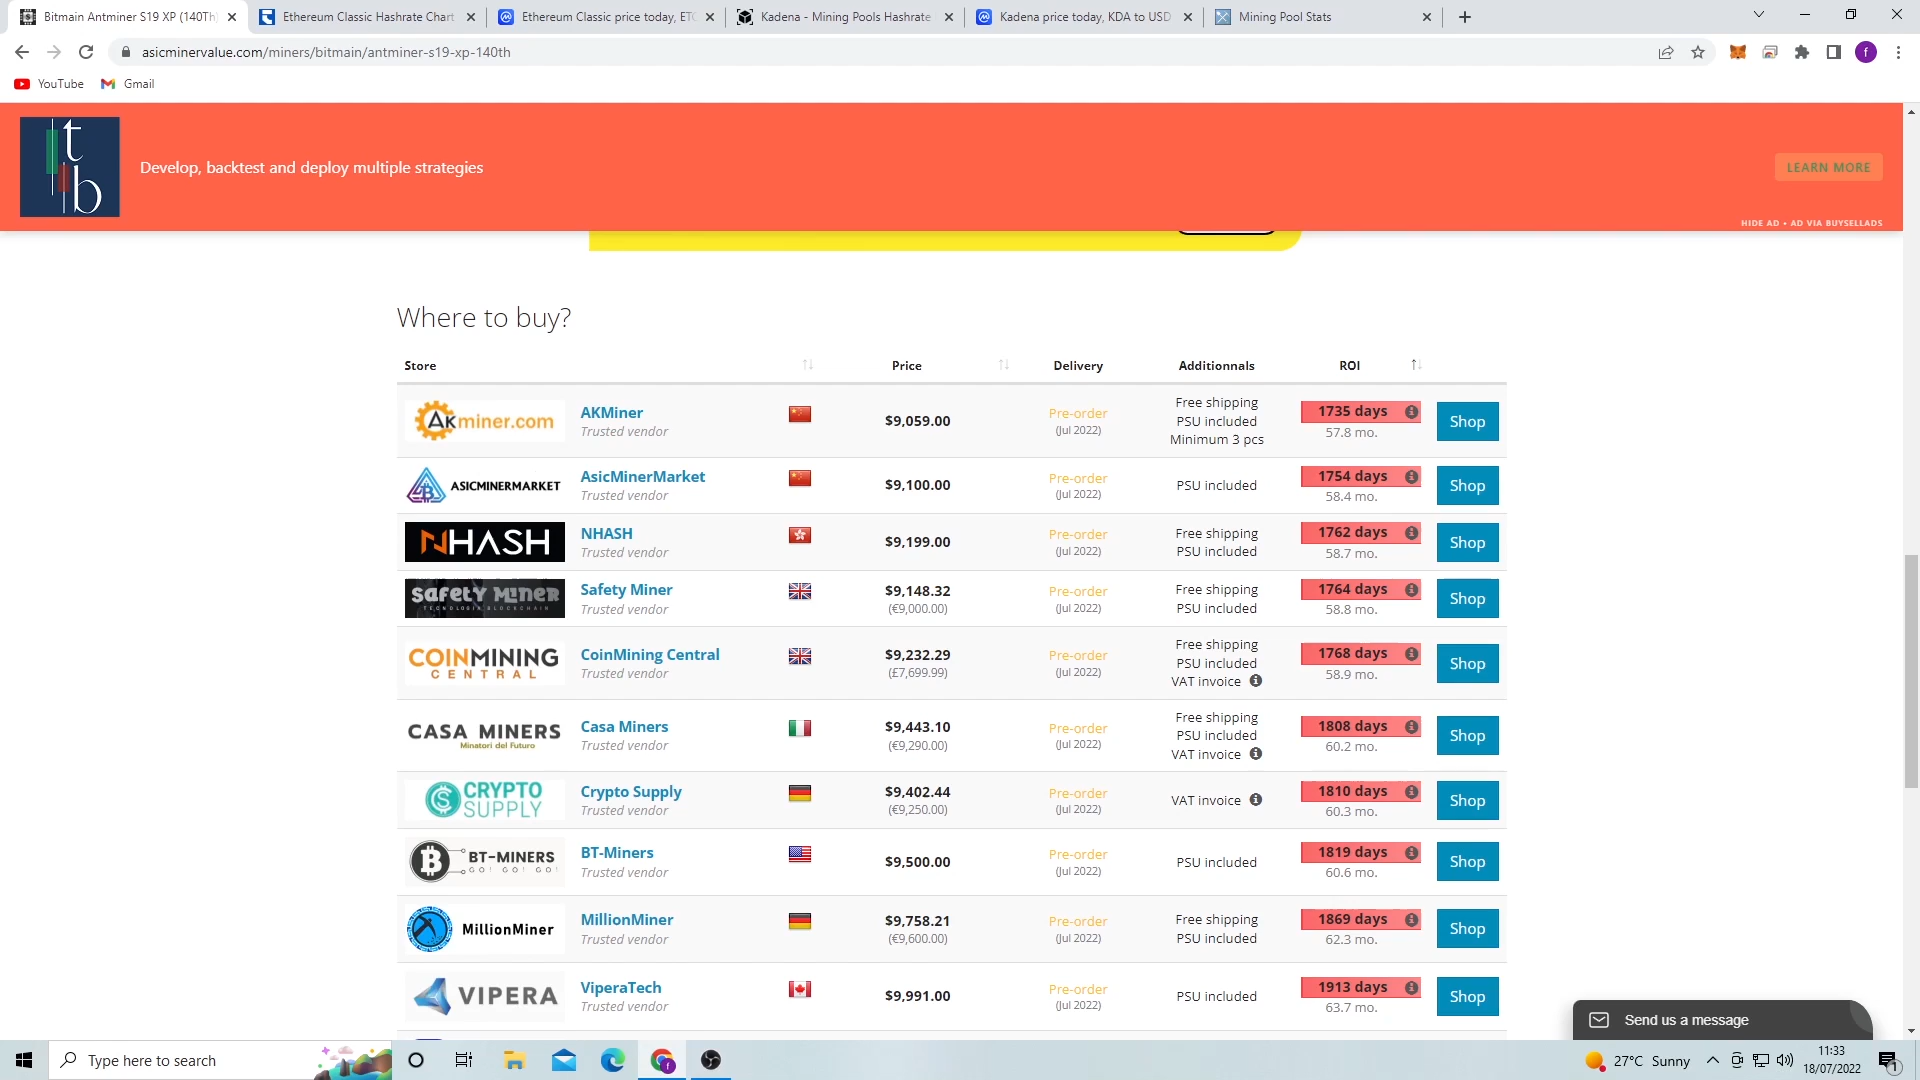 Bitmain Antminer S19 XP (140Th)
Ethereum Classic Hashrate Chart
Ethereum Classic price today, ETC
Kadena - Mining Pools Hashrate
Kadena price today, KDA to USD
Mining Pool Stats
asicminervalue.com/miners/bitmain/antminer-s19-xp-140th
f
YouTube
Gmail
tb
Develop, backtest and deploy multiple strategies
LEARN MORE
HIDE AD • AD VIA BUYSELLADS
Where to buy?
Store Price Delivery Additionnals ROI
AKminer.com
AKMiner
Trusted vendor
$9,059.00
Pre-order
(Jul 2022)
Free shipping
PSU included
Minimum 3 pcs
1735 days
57.8 mo.
Shop
ASICMINERMARKET
AsicMinerMarket
Trusted vendor
$9,100.00
Pre-order
(Jul 2022)
PSU included
1754 days
58.4 mo.
Shop
NHASH
NHASH
Trusted vendor
$9,199.00
Pre-order
(Jul 2022)
Free shipping
PSU included
1762 days
58.7 mo.
Shop
SAFETY MINER
TECNOLOGIA BLOCKCHAIN
Safety Miner
Trusted vendor
$9,148.32
(€9,000.00)
Pre-order
(Jul 2022)
Free shipping
PSU included
1764 days
58.8 mo.
Shop
COINMINING
CENTRAL
CoinMining Central
Trusted vendor
$9,232.29
(£7,699.99)
Pre-order
(Jul 2022)
Free shipping
PSU included
VAT invoice
1768 days
58.9 mo.
Shop
CASA MINERS
Minatori del Futuro
Casa Miners
Trusted vendor
$9,443.10
(€9,290.00)
Pre-order
(Jul 2022)
Free shipping
PSU included
VAT invoice
1808 days
60.2 mo.
Shop
CRYPTO
SUPPLY
Crypto Supply
Trusted vendor
$9,402.44
(€9,250.00)
Pre-order
(Jul 2022)
VAT invoice
1810 days
60.3 mo.
Shop
BT-MINERS
GO! GO! GO!
BT-Miners
Trusted vendor
$9,500.00
Pre-order
(Jul 2022)
PSU included
1819 days
60.6 mo.
Shop
MillionMiner
MillionMiner
Trusted vendor
$9,758.21
(€9,600.00)
Pre-order
(Jul 2022)
Free shipping
PSU included
1869 days
62.3 mo.
Shop
VIPERA
ViperaTech
Trusted vendor
$9,991.00
Pre-order
(Jul 2022)
PSU included
1913 days
63.7 mo.
Shop
Send us a message
Type here to search
27°C Sunny
11:33
18/07/2022
1